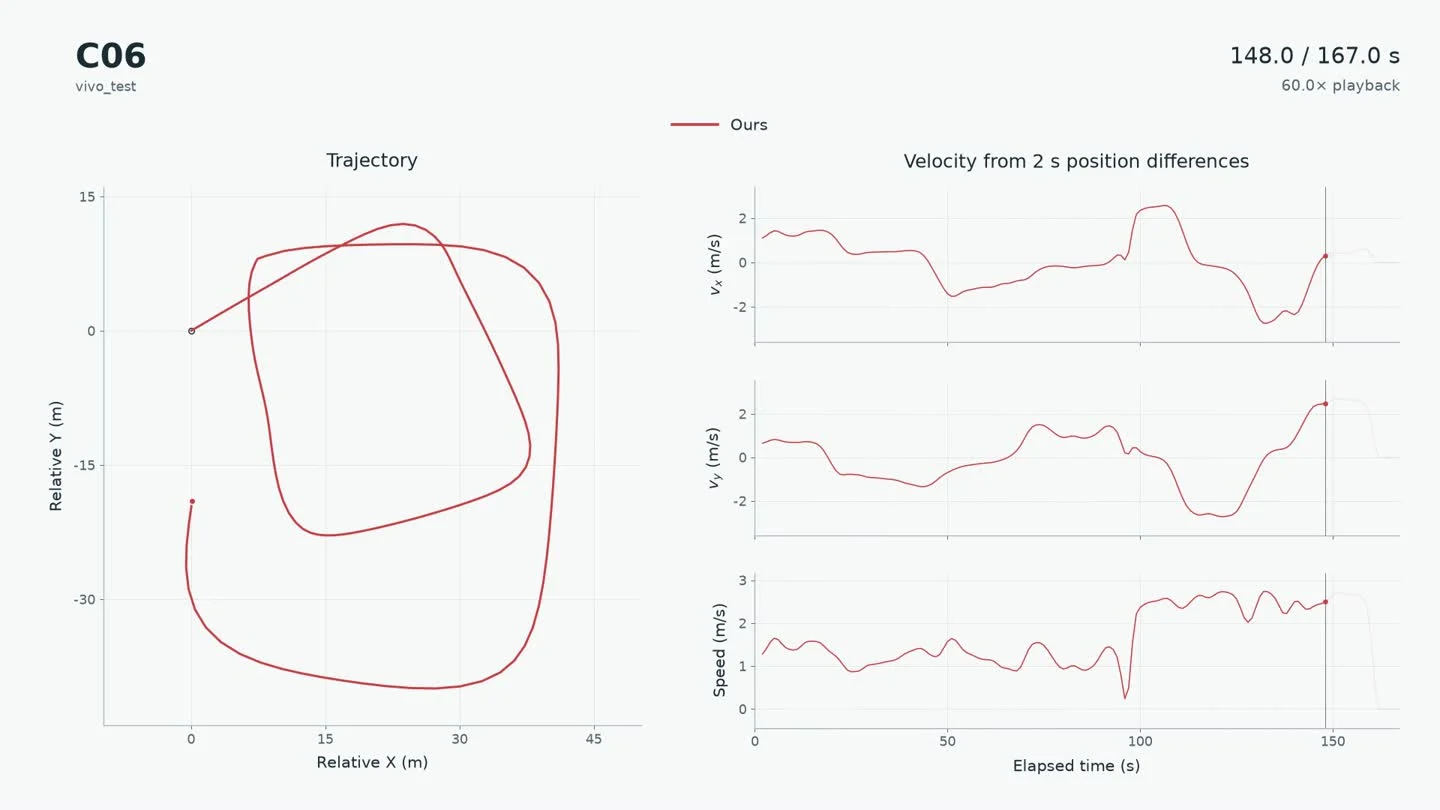 C06
vivo_test
148.0 / 167.0 s
60.0× playback
Ours
Trajectory
15
0
-15
-30
Relative Y (m)
0
15
30
45
Relative X (m)
Velocity from 2 s position differences
2
0
-2
vx (m/s)
2
0
-2
vy (m/s)
3
2
1
0
Speed (m/s)
0
50
100
150
Elapsed time (s)